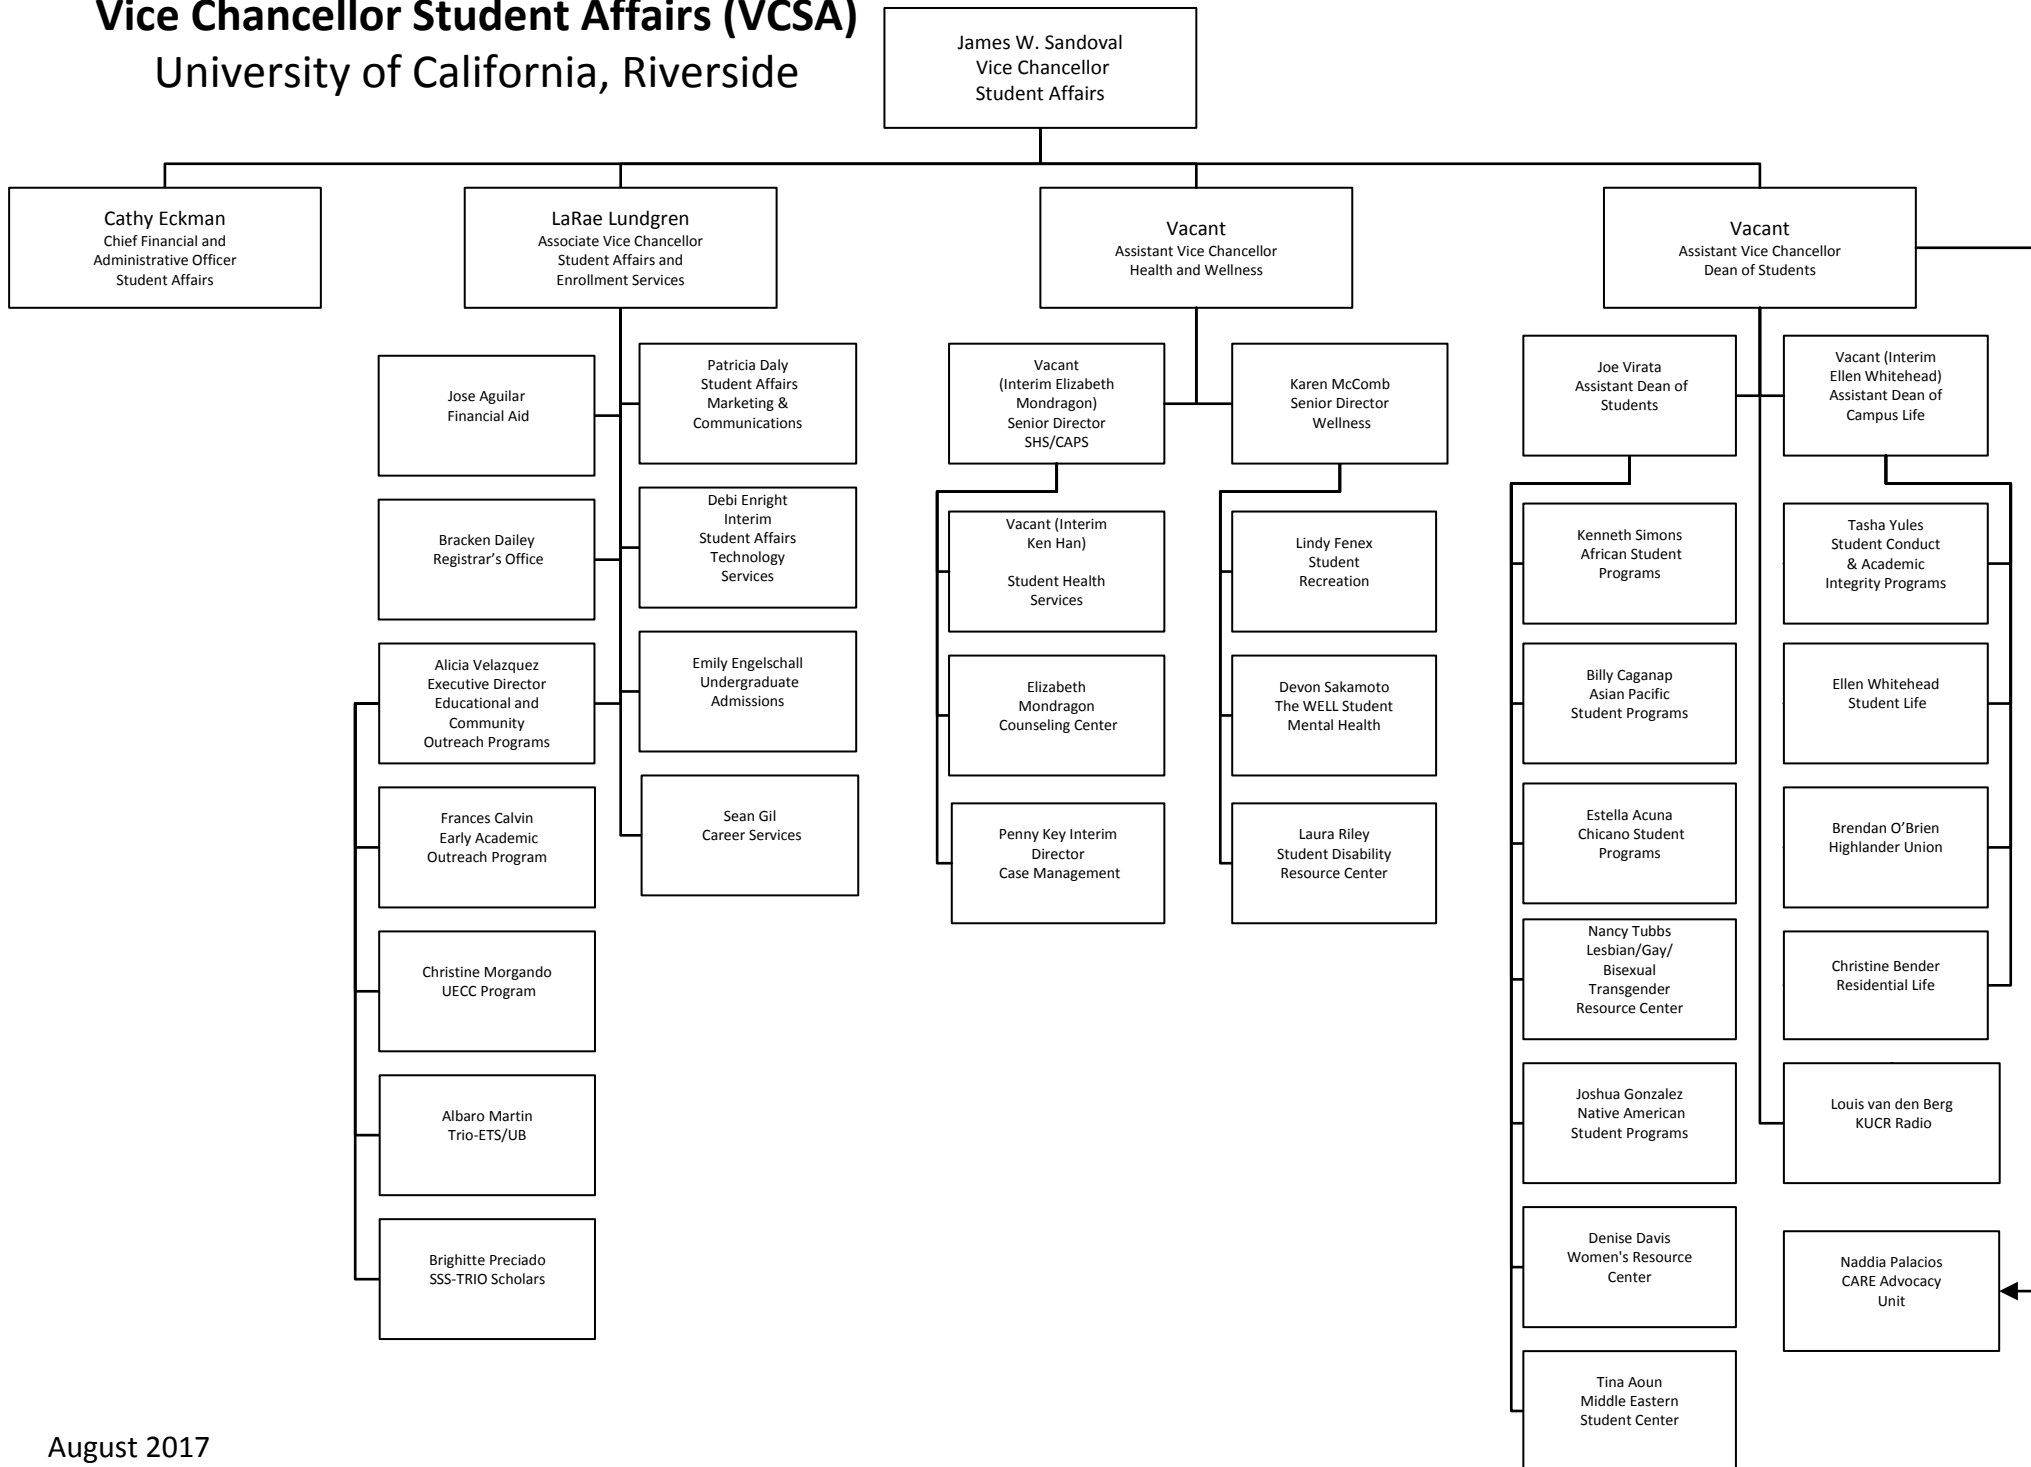 Vice Chancellor Student Affairs (VCSA)
University of California, Riverside
James W. Sandoval
Vice Chancellor
Student Affairs
Cathy Eckman
Chief Financial and
Administrative Officer
Student Affairs
LaRae Lundgren
Associate Vice Chancellor
Student Affairs and
Enrollment Services
Vacant
Assistant Vice Chancellor
Health and Wellness
Vacant
Assistant Vice Chancellor
Dean of Students
Jose Aguilar
Financial Aid
Patricia Daly
Student Affairs
Marketing &
Communications
Bracken Dailey
Registrar’s Office
Debi Enright
Interim
Student Affairs
Technology
Services
Alicia Velazquez
Executive Director
Educational and
Community
Outreach Programs
Emily Engelschall
Undergraduate
Admissions
Frances Calvin
Early Academic
Outreach Program
Sean Gil
Career Services
Christine Morgando
UECC Program
Albaro Martin
Trio-ETS/UB
Brighitte Preciado
SSS-TRIO Scholars
Vacant
(Interim Elizabeth
Mondragon)
Senior Director
SHS/CAPS
Karen McComb
Senior Director
Wellness
Vacant (Interim
Ken Han)
Student Health
Services
Lindy Fenex
Student
Recreation
Elizabeth
Mondragon
Counseling Center
Devon Sakamoto
The WELL Student
Mental Health
Penny Key Interim
Director
Case Management
Laura Riley
Student Disability
Resource Center
Joe Virata
Assistant Dean of
Students
Vacant (Interim
Ellen Whitehead)
Assistant Dean of
Campus Life
Kenneth Simons
African Student
Programs
Tasha Yules
Student Conduct
& Academic
Integrity Programs
Billy Caganap
Asian Pacific
Student Programs
Ellen Whitehead
Student Life
Estella Acuna
Chicano Student
Programs
Brendan O’Brien
Highlander Union
Nancy Tubbs
Lesbian/Gay/
Bisexual
Transgender
Resource Center
Christine Bender
Residential Life
Joshua Gonzalez
Native American
Student Programs
Louis van den Berg
KUCR Radio
Denise Davis
Women's Resource
Center
Naddia Palacios
CARE Advocacy
Unit
Tina Aoun
Middle Eastern
Student Center
August 2017